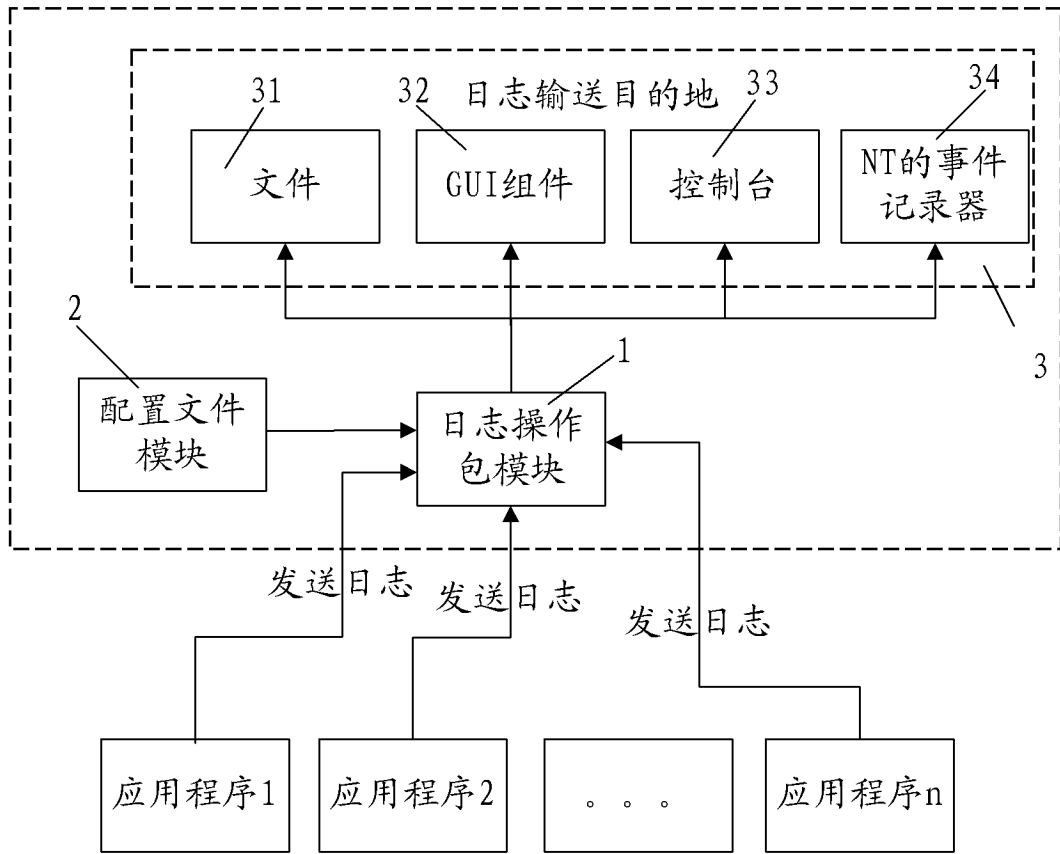 31
32
日志输送目的地
33
34
文件
GUI组件
控制台
NT的事件
记录器
2
1
3
配置文件
模块
日志操作
包模块
发送日志
发送日志
发送日志
应用程序1
应用程序2
。。。
应用程序n